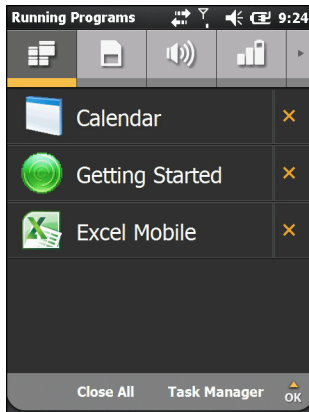 Running Programs 9:24
Calendar
Getting Started
Excel Mobile
Close All Task Manager OK